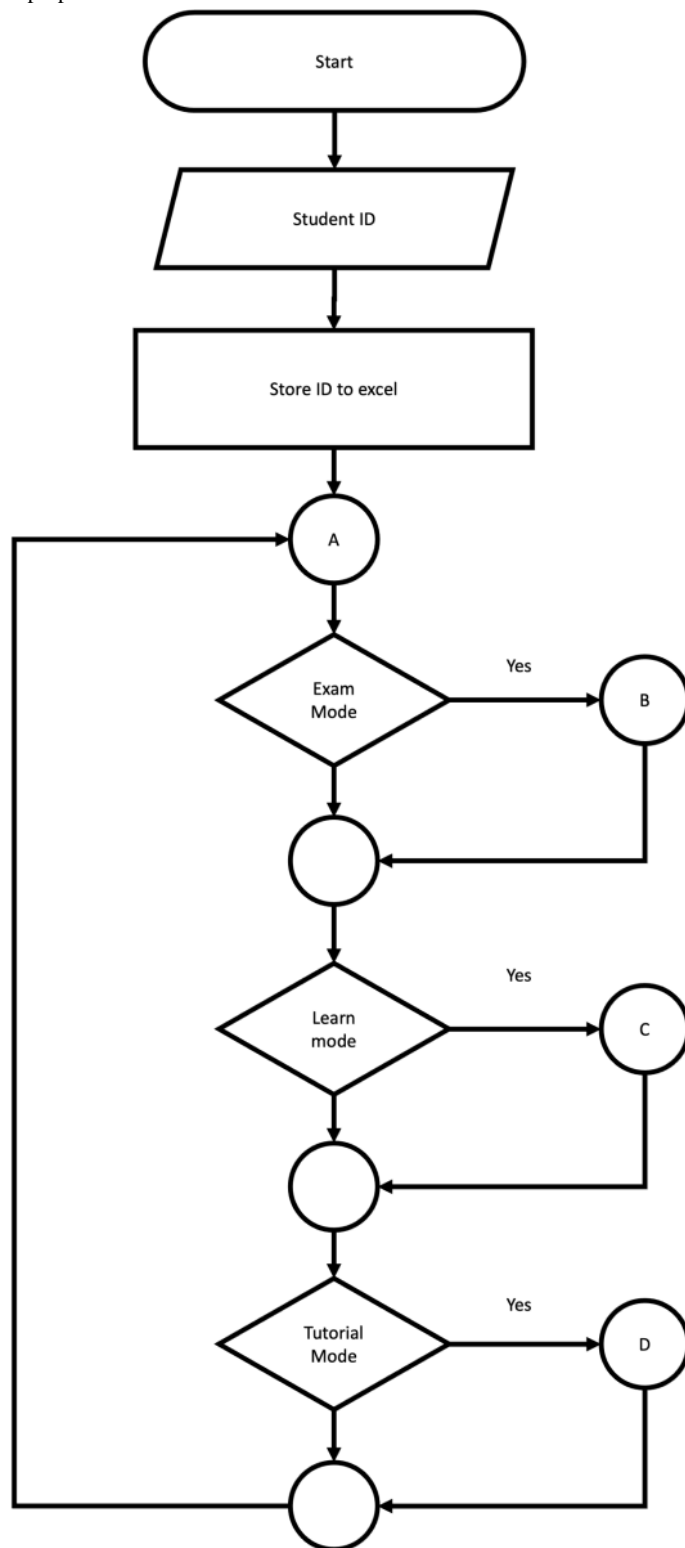 Start
Student ID
Store ID to excel
A
Exam
Mode
Yes
B
Learn
mode
Yes
C
Tutorial
Mode
Yes
D